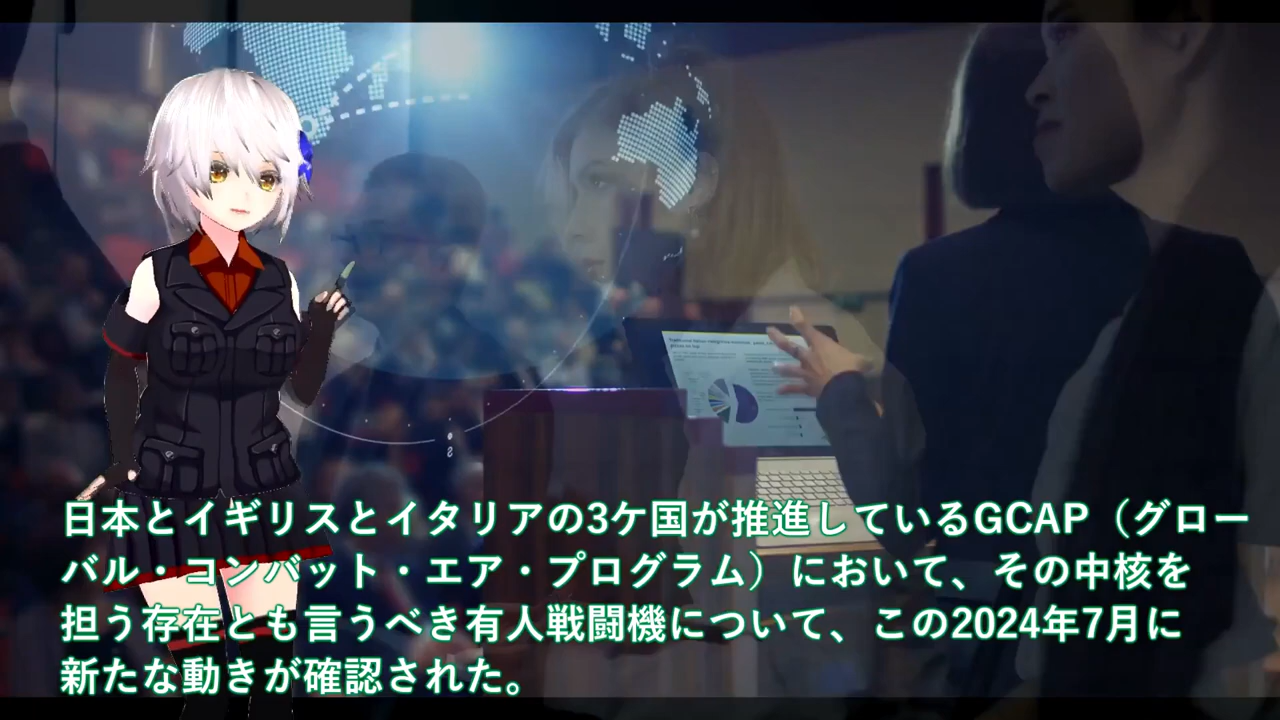 日本とイギリスとイタリアの3ケ国が推進しているGCAP（グロー
バル・コンバット・エア・プログラム）において、その中核を
担う存在とも言うべき有人戦闘機について、この2024年7月に
新たな動きが確認された。